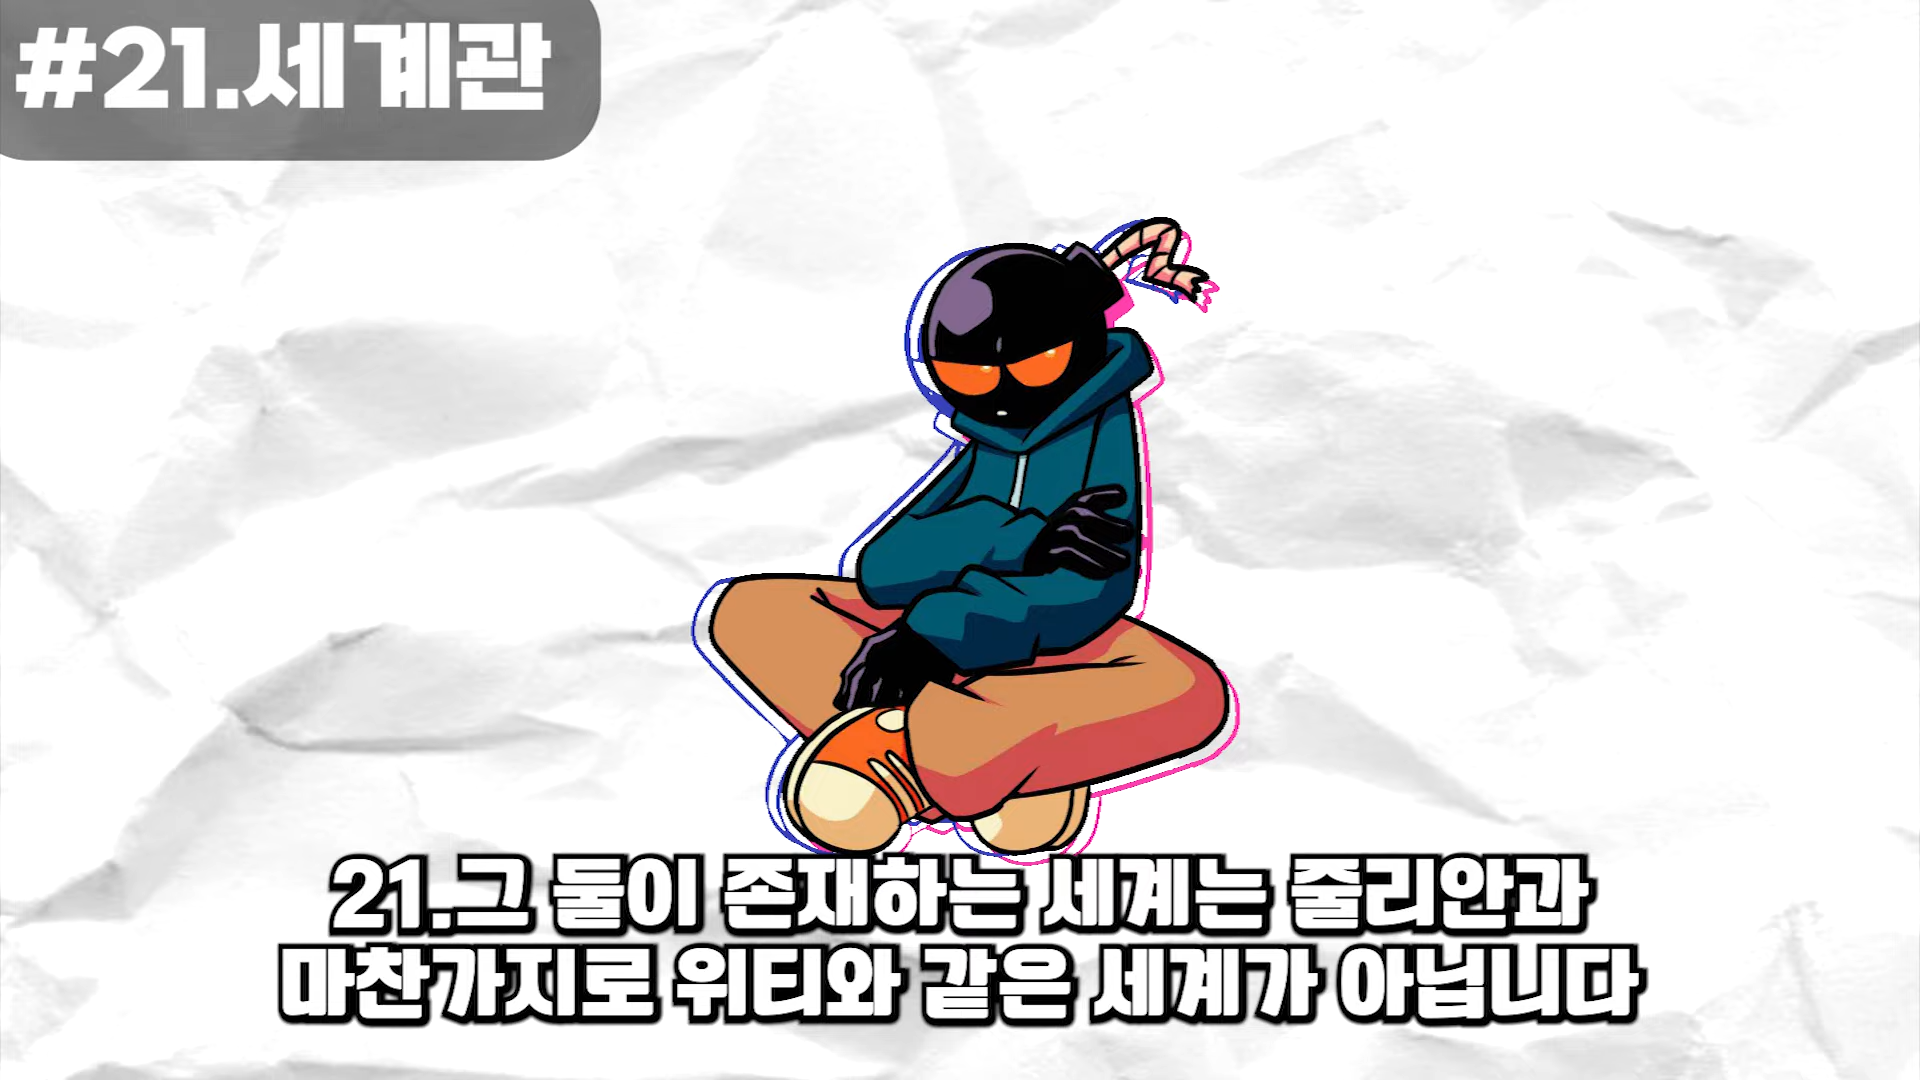 #21.세계관
21.그 둘이 존재하는 세계는 줄리안과
마찬가지로 위티와 같은 세계가 아닙니다